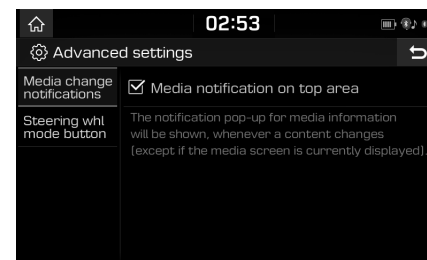 02:53
Advanced settings
Media change
notifications
Media notification on top area
Steering whl
mode button
The notification pop-up for media information
will be shown, whenever a content changes
(except if the media screen is currently displayed).